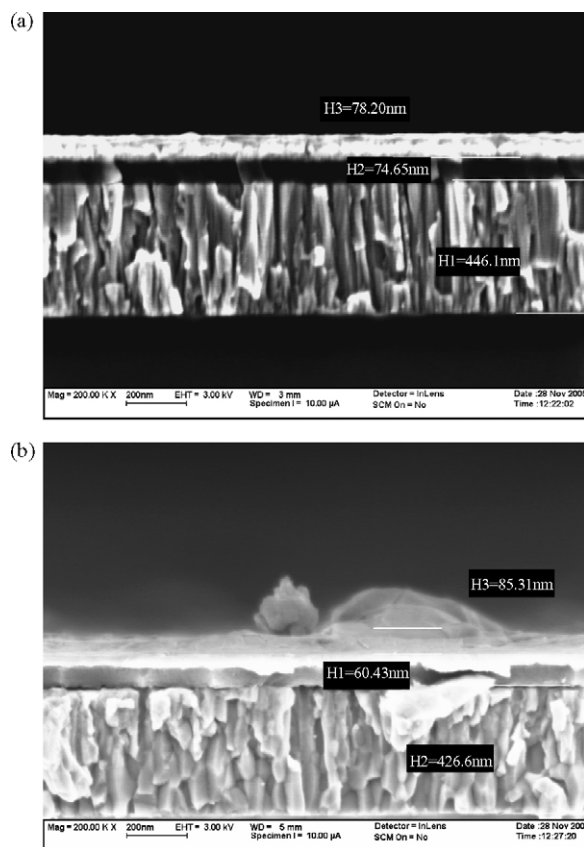 (a)
H3=78.20nm
H2=74.65nm
H1=446.1nm
Mag = 200.00 K X 200nm EHT = 3.00 kV WD = 3 mm Detector = InLens Date :28 Nov 200
Specimen I = 10.00 µA SCM On = No Time :12:22:02
(b)
H3=85.31nm
H1=60.43nm
H2=426.6nm
Mag = 200.00 K X 200nm EHT = 3.00 kV WD = 5 mm Detector = InLens Date :28 Nov 200
Specimen I = 10.00 µA SCM On = No Time :12:27:20